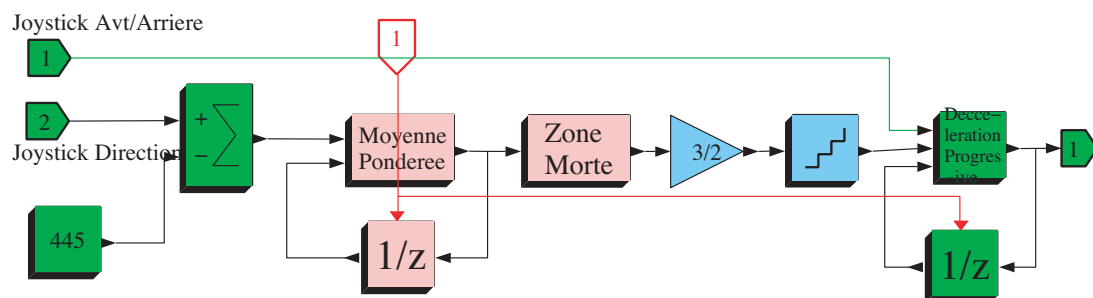 Joystick Avt/Arriere
1
1
2
+
−
Joystick Direction
445
Moyenne
Ponderee
1/z
Zone
Morte
3/2
Decce−
leration
Progres
−ive
1
1/z